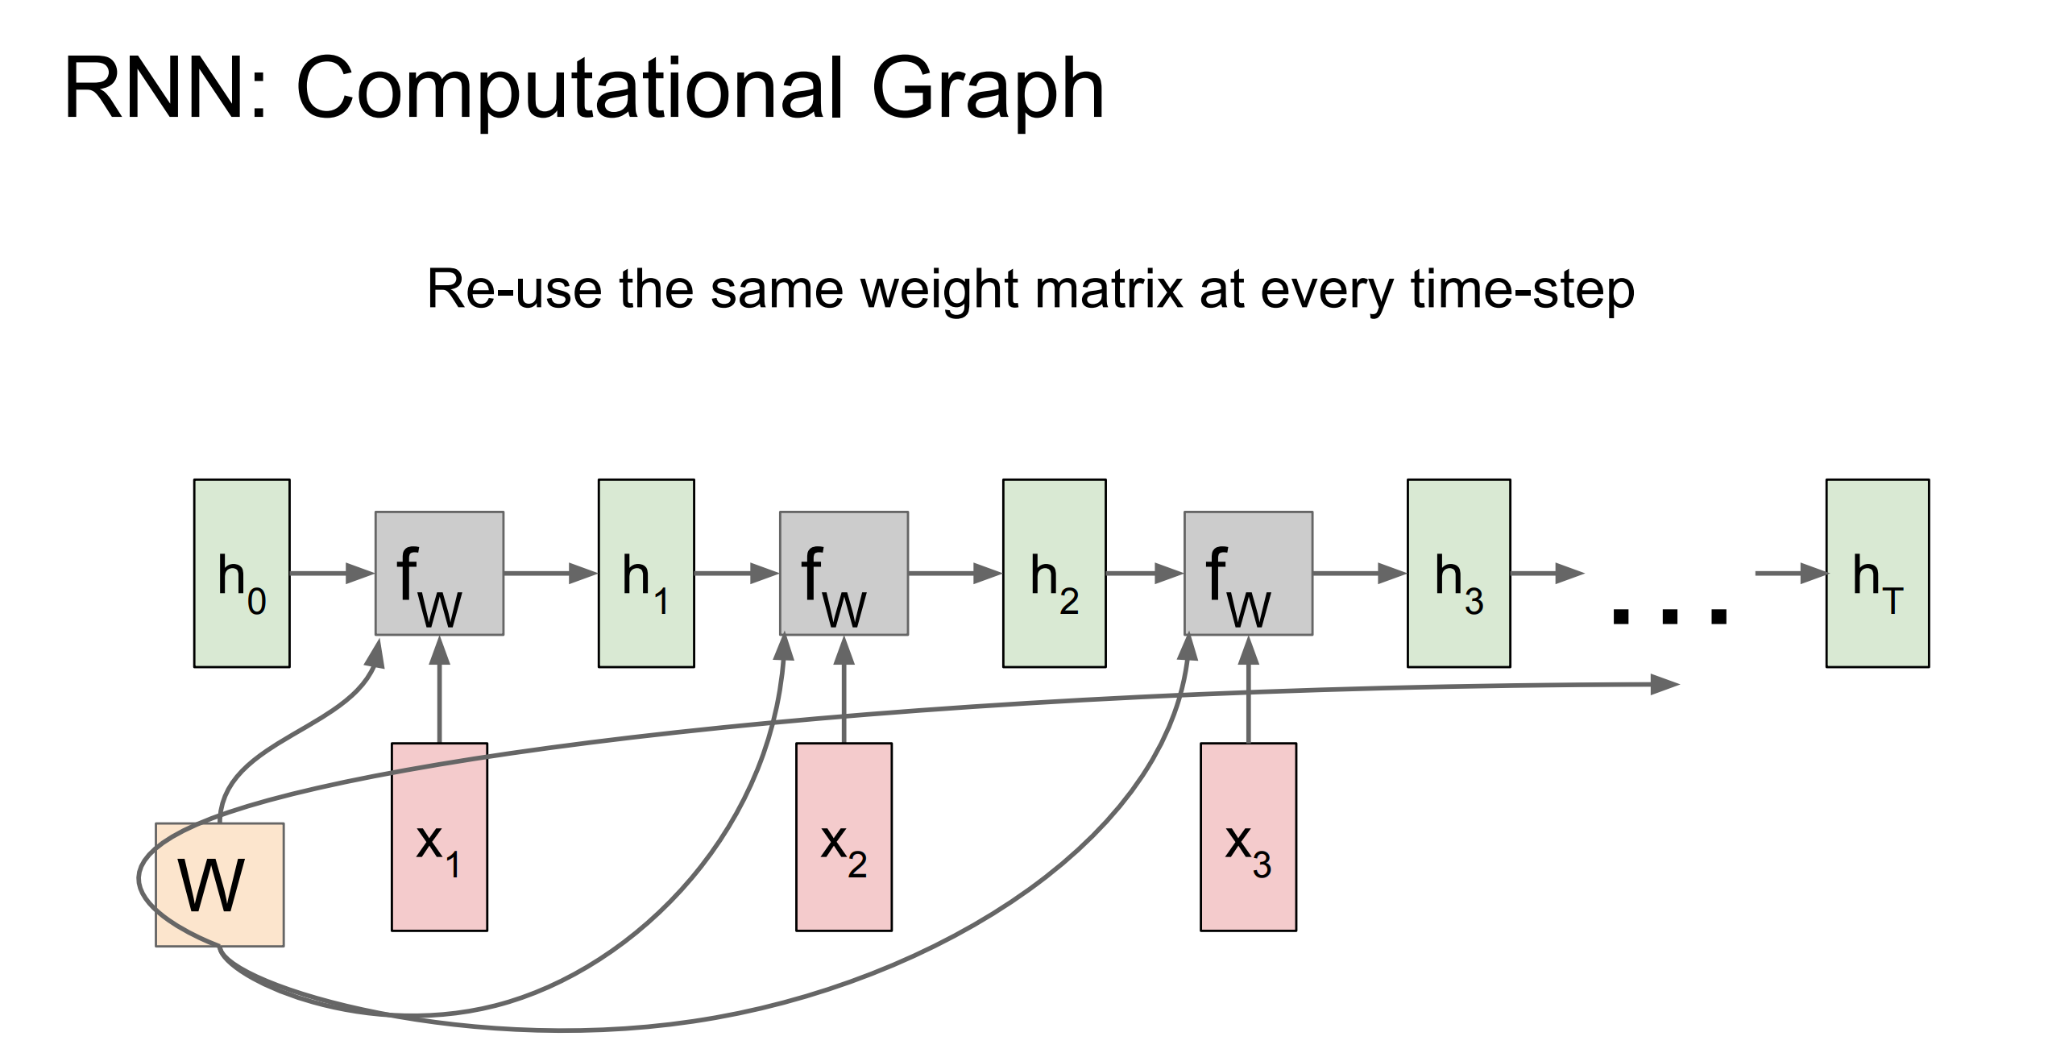 RNN: Computational Graph
Re-use the same weight matrix at every time-step
h0 fW h1 fW h2 fW h3 ... hT
W x1 x2 x3